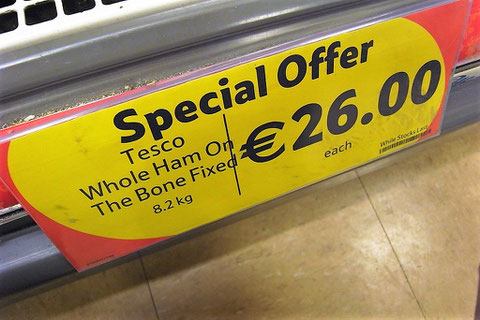 Special Offer
Tesco
Whole Ham On
The Bone Fixed
8.2 kg
€26.00
each
While Stocks Last